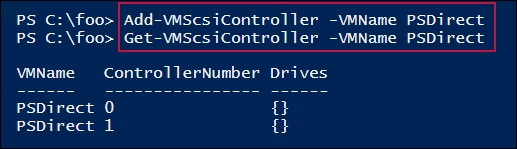 PS C:\foo> Add-VMScsiController -VMName PSDirect
PS C:\foo> Get-VMScsiController -VMName PSDirect
VMName   ControllerNumber Drives
------   ---------------- ------
PSDirect 0                {}
PSDirect 1                {}